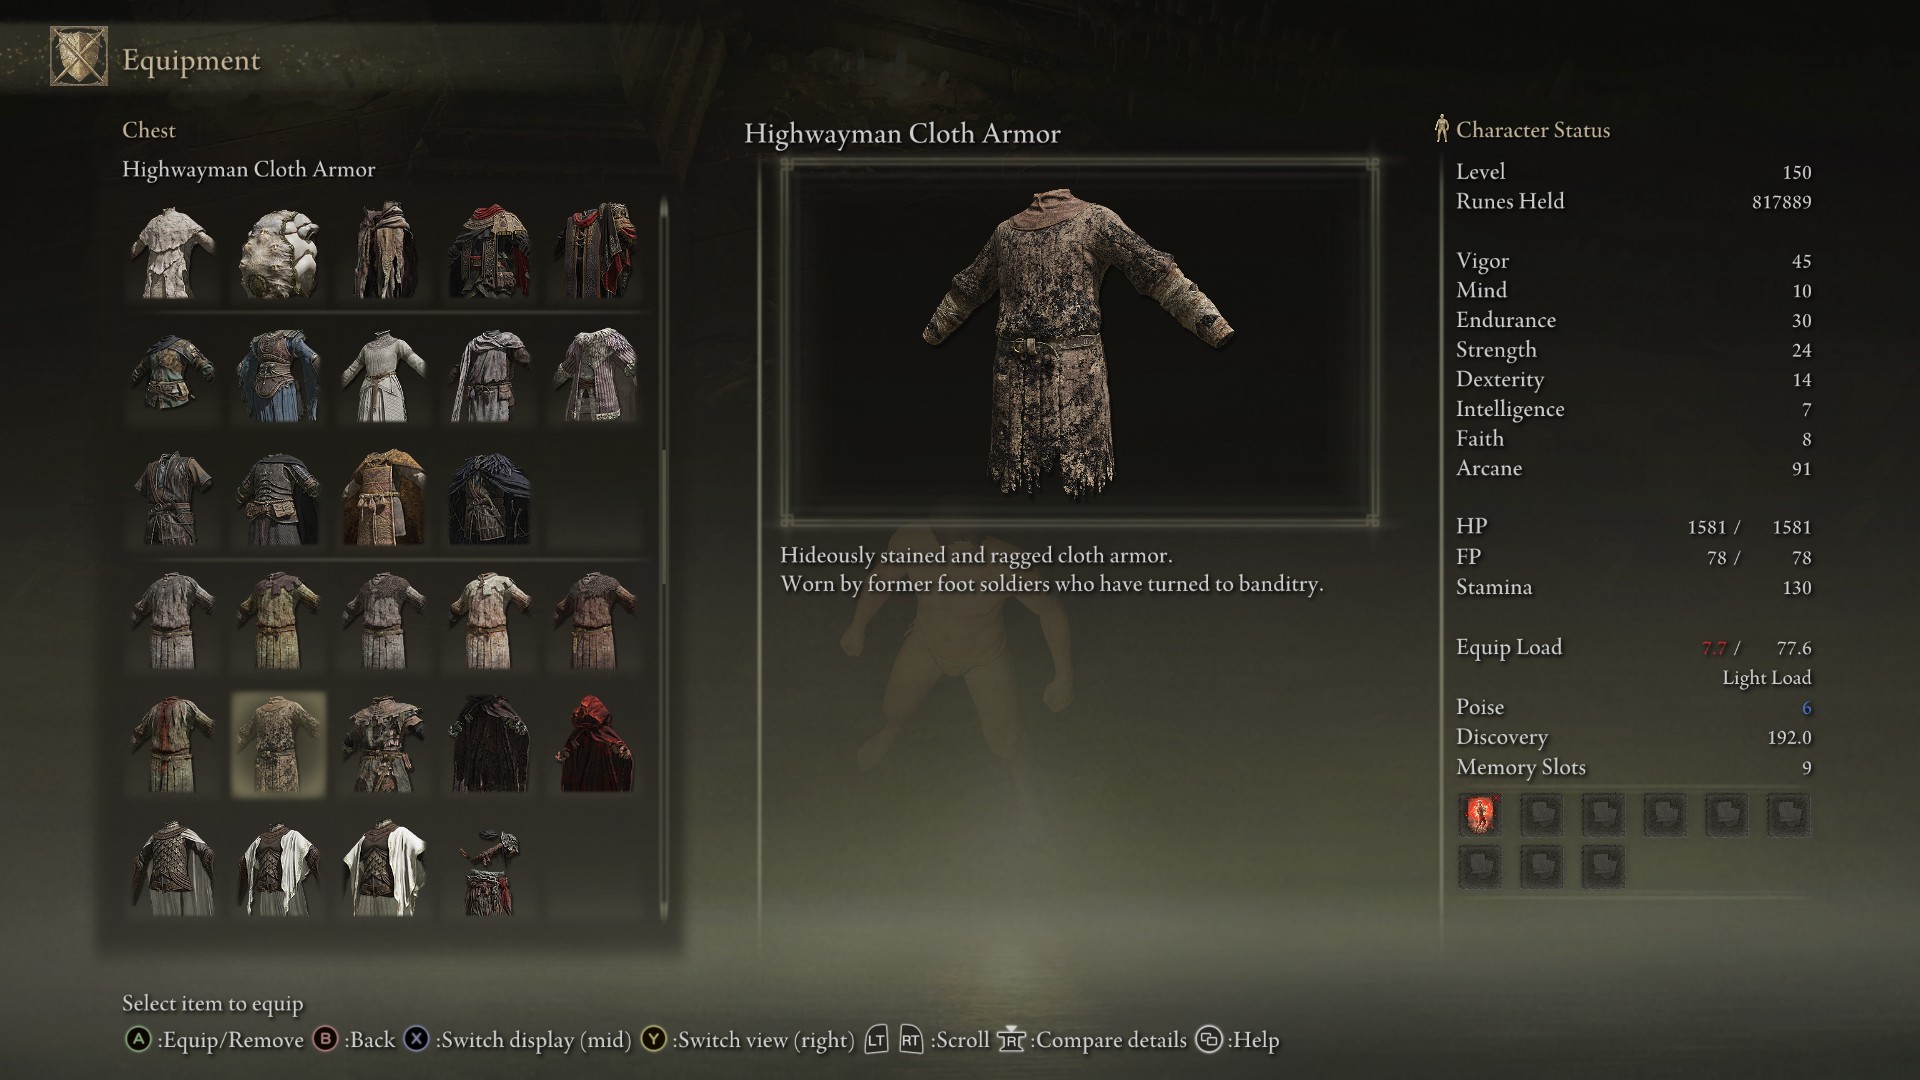 Equipment
Chest
Highwayman Cloth Armor
Highwayman Cloth Armor
Hideously stained and ragged cloth armor.
Worn by former foot soldiers who have turned to banditry.
Character Status
Level 150
Runes Held 817889
Vigor 45
Mind 10
Endurance 30
Strength 24
Dexterity 14
Intelligence 7
Faith 8
Arcane 91
HP 1581 / 1581
FP 78 / 78
Stamina 130
Equip Load 7.7 / 77.6
Light Load
Poise 6
Discovery 192.0
Memory Slots 9
Select item to equip
A :Equip/Remove B :Back X :Switch display (mid) Y :Switch view (right) LT RT :Scroll R :Compare details :Help